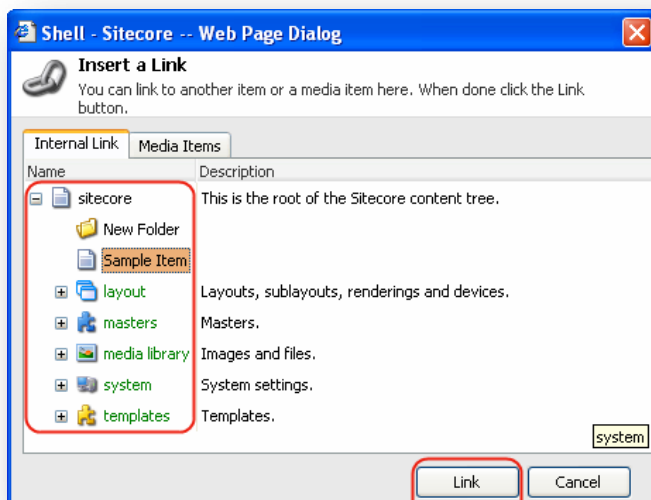 Shell - Sitecore -- Web Page Dialog
Insert a Link
You can link to another item or a media item here. When done click the Link
button.
Internal Link Media Items
Name Description
sitecore This is the root of the Sitecore content tree.
New Folder
Sample Item
layout Layouts, sublayouts, renderings and devices.
masters Masters.
media library Images and files.
system System settings.
templates Templates.
system
Link Cancel